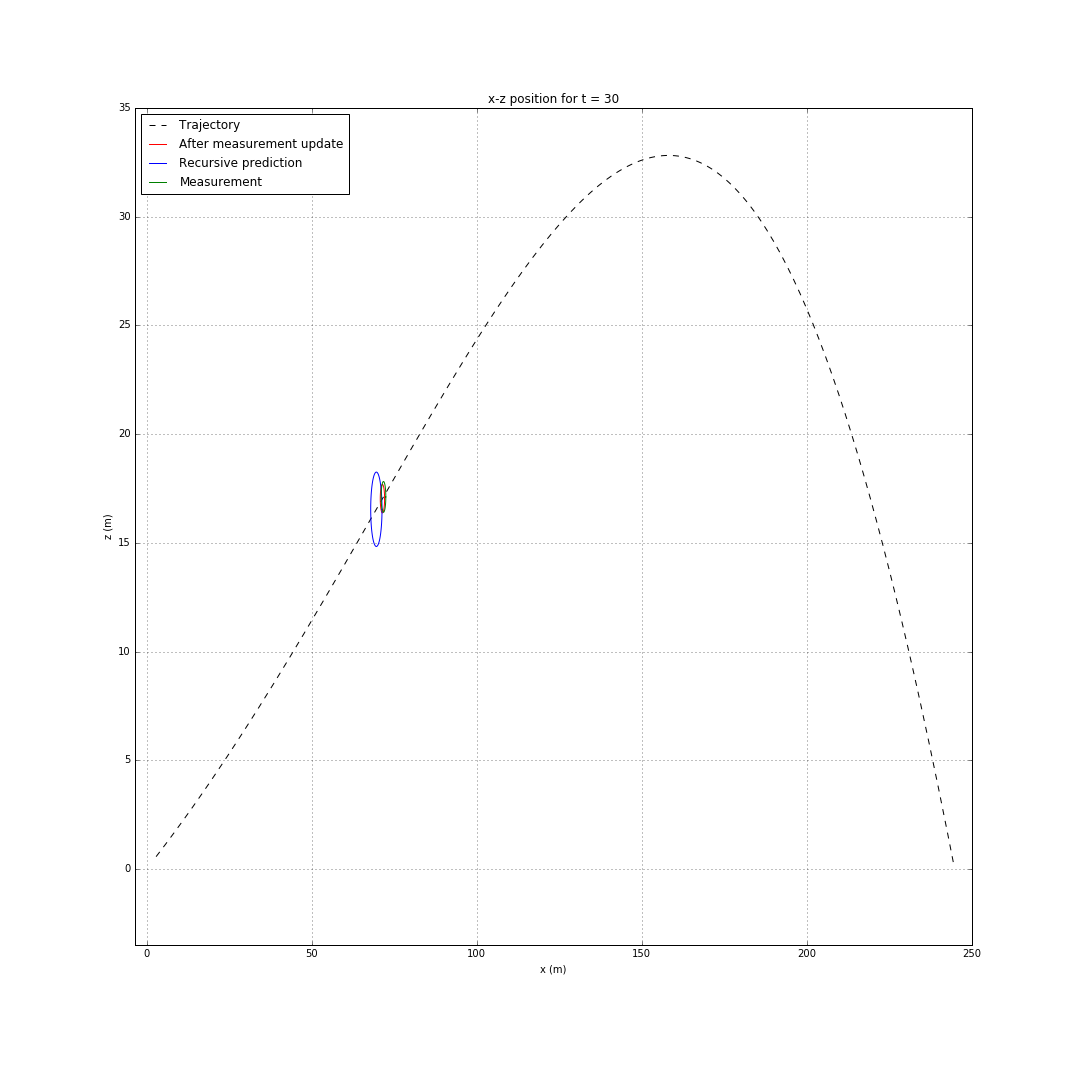 x-z position for t = 30
35
30
25
20
15
10
5
0
z (m)
Trajectory
After measurement update
Recursive prediction
Measurement
0
50
100
150
200
250
x (m)